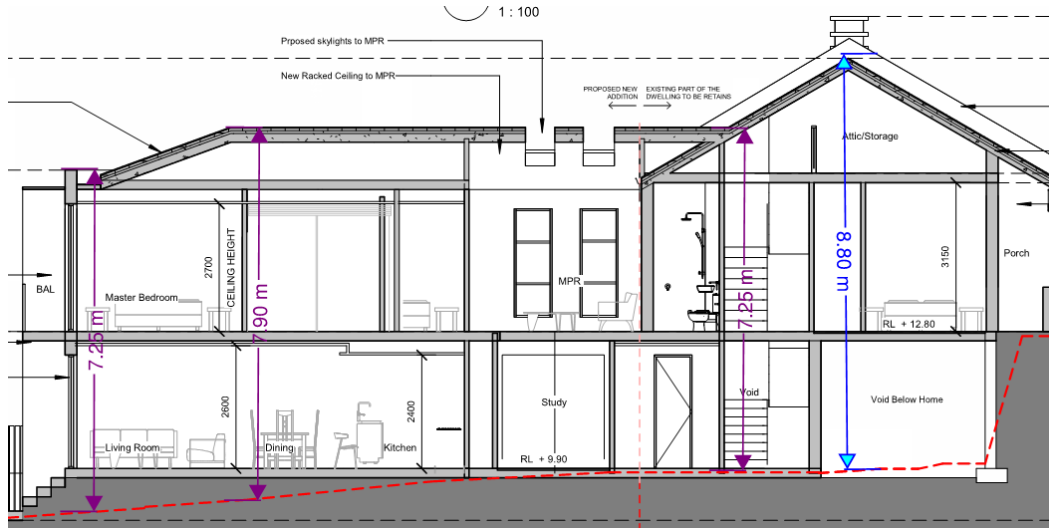 1 : 100
Prposed skylights to MPR
New Racked Ceiling to MPR
PROPOSED NEW
ADDITION
EXISTING PART OF THE
DWELLING TO BE RETAINS
Attic/Storage
8.80 m
7.25 m
7.90 m
7.25 m
2700
CEILING HEIGHT
3150
BAL
Master Bedroom
MPR
Porch
RL + 12.80
2600
2400
Study
Void
Void Below Home
Living Room
Dining
Kitchen
RL + 9.90